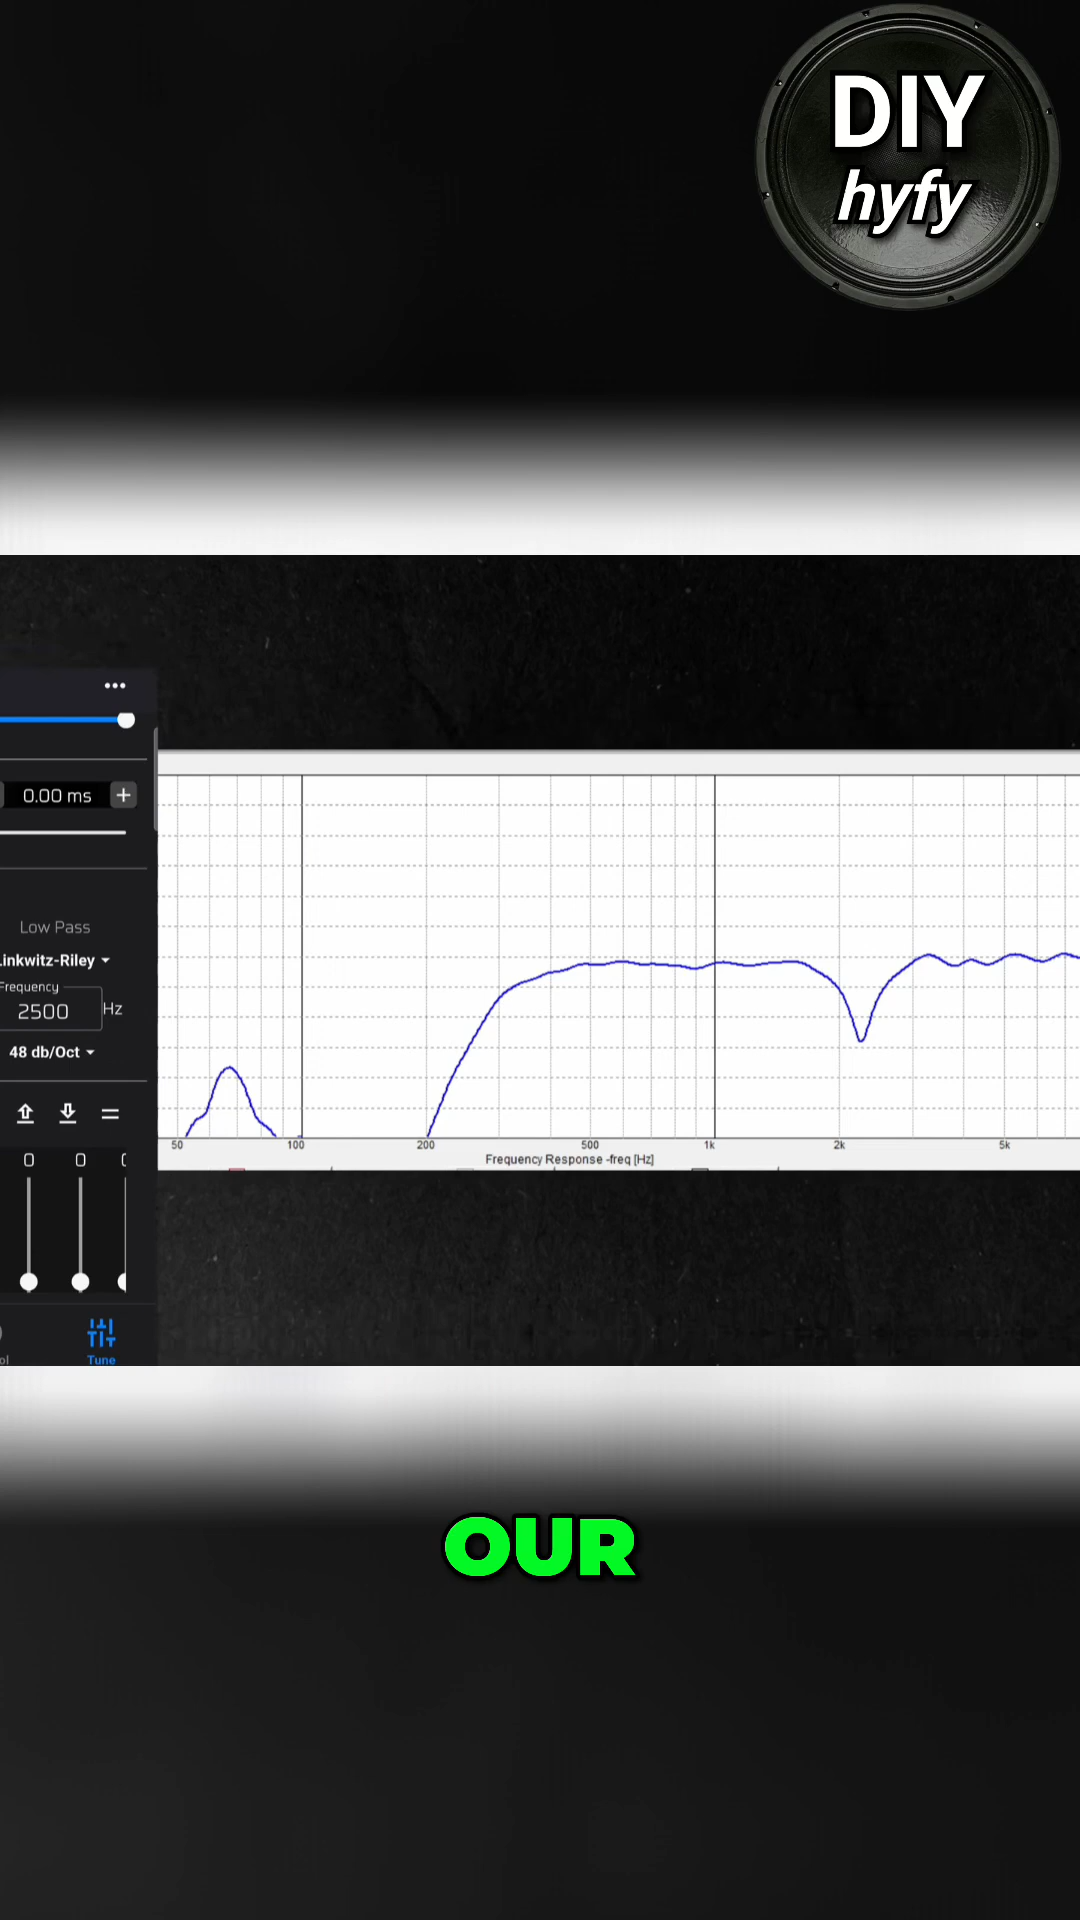 DIY
hyfy
0.00 ms +
Low Pass
Linkwitz-Riley
Frequency
2500 Hz
48 db/Oct
0 0
Tune
50 100 200 500 1k 2k 5k
Frequency Response -freq [Hz]
OUR